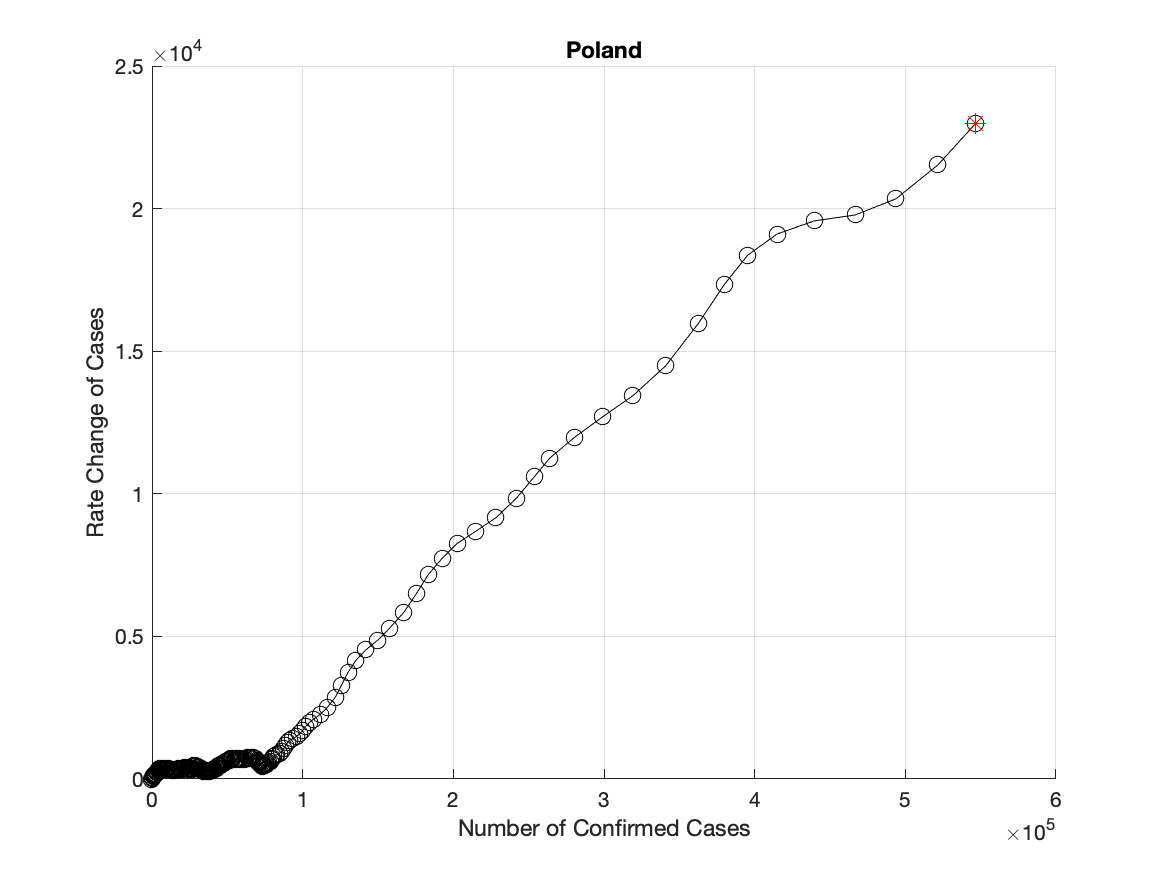 Poland
×10⁴
2.5
2
1.5
1
0.5
0
Rate Change of Cases
0 1 2 3 4 5 6
Number of Confirmed Cases
×10⁵